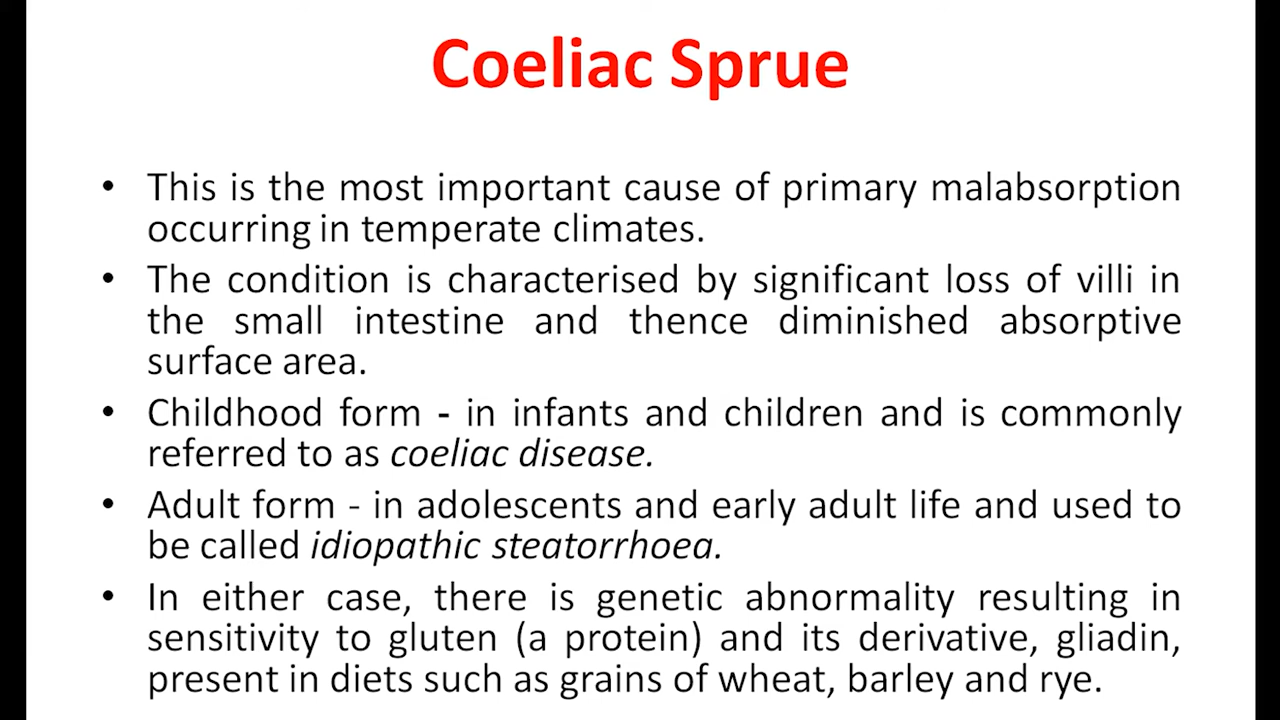 Coeliac Sprue
• This is the most important cause of primary malabsorption
occurring in temperate climates.
• The condition is characterised by significant loss of villi in
the small intestine and thence diminished absorptive
surface area.
• Childhood form - in infants and children and is commonly
referred to as coeliac disease.
• Adult form - in adolescents and early adult life and used to
be called idiopathic steatorrhoea.
• In either case, there is genetic abnormality resulting in
sensitivity to gluten (a protein) and its derivative, gliadin,
present in diets such as grains of wheat, barley and rye.